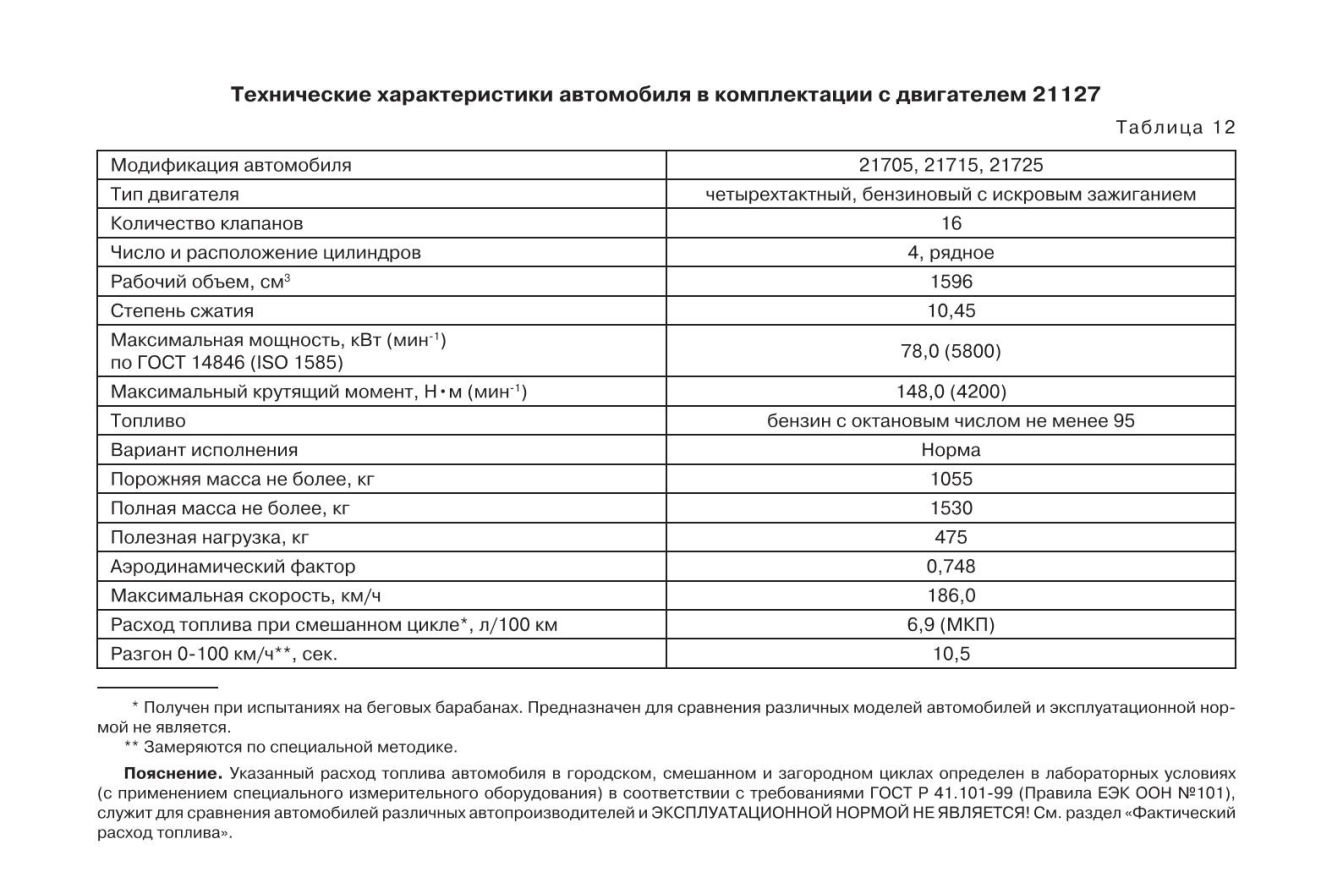 Технические характеристики автомобиля в комплектации с двигателем 21127
Таблица 12
Модификация автомобиля 21705, 21715, 21725
Тип двигателя четырехтактный, бензиновый с искровым зажиганием
Количество клапанов 16
Число и расположение цилиндров 4, рядное
Рабочий объем, см³ 1596
Степень сжатия 10,45
Максимальная мощность, кВт (мин⁻¹)
по ГОСТ 14846 (ISO 1585) 78,0 (5800)
Максимальный крутящий момент, Н•м (мин⁻¹) 148,0 (4200)
Топливо бензин с октановым числом не менее 95
Вариант исполнения Норма
Порожняя масса не более, кг 1055
Полная масса не более, кг 1530
Полезная нагрузка, кг 475
Аэродинамический фактор 0,748
Максимальная скорость, км/ч 186,0
Расход топлива при смешанном цикле*, л/100 км 6,9 (МКП)
Разгон 0-100 км/ч**, сек. 10,5
* Получен при испытаниях на беговых барабанах. Предназначен для сравнения различных моделей автомобилей и эксплуатационной нор-
мой не является.
** Замеряются по специальной методике.
Пояснение. Указанный расход топлива автомобиля в городском, смешанном и загородном циклах определен в лабораторных условиях
(с применением специального измерительного оборудования) в соответствии с требованиями ГОСТ Р 41.101-99 (Правила ЕЭК ООН №101),
служит для сравнения автомобилей различных автопроизводителей и ЭКСПЛУАТАЦИОННОЙ НОРМОЙ НЕ ЯВЛЯЕТСЯ! См. раздел «Фактический
расход топлива».